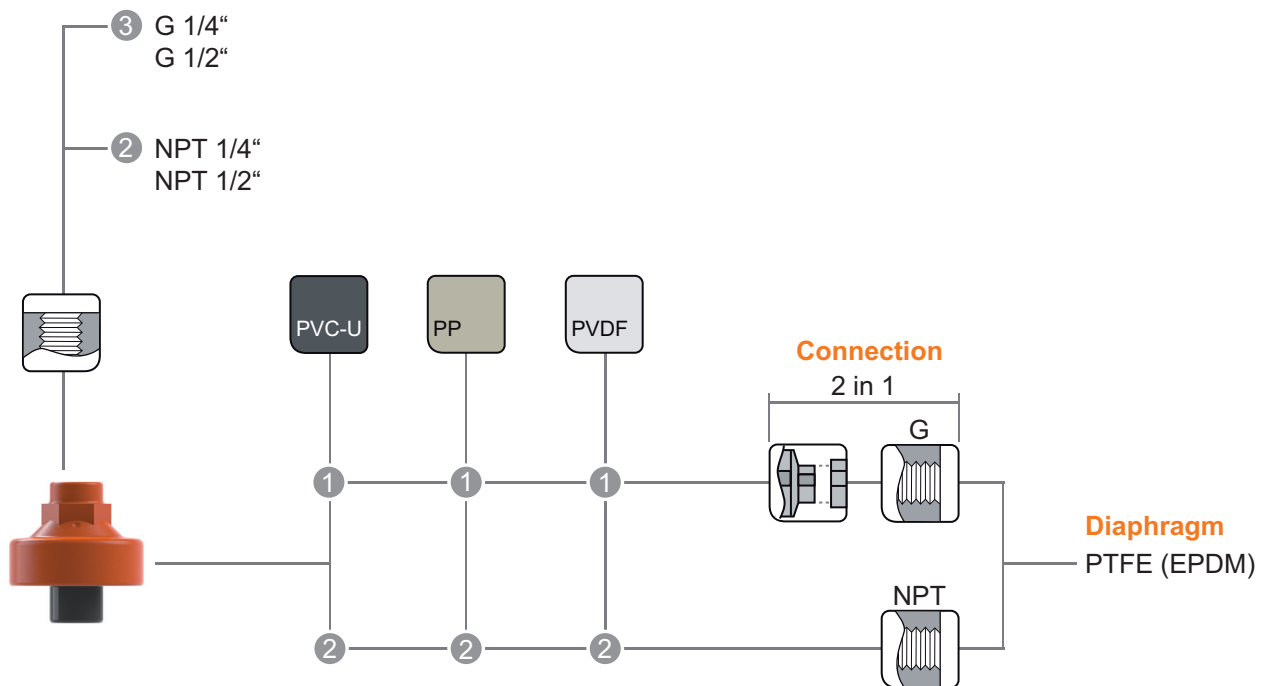 3 G 1/4“
G 1/2“
2 NPT 1/4“
NPT 1/2“
PVC-U PP PVDF
Connection
2 in 1
G
1 1 1
Diaphragm
PTFE (EPDM)
NPT
2 2 2